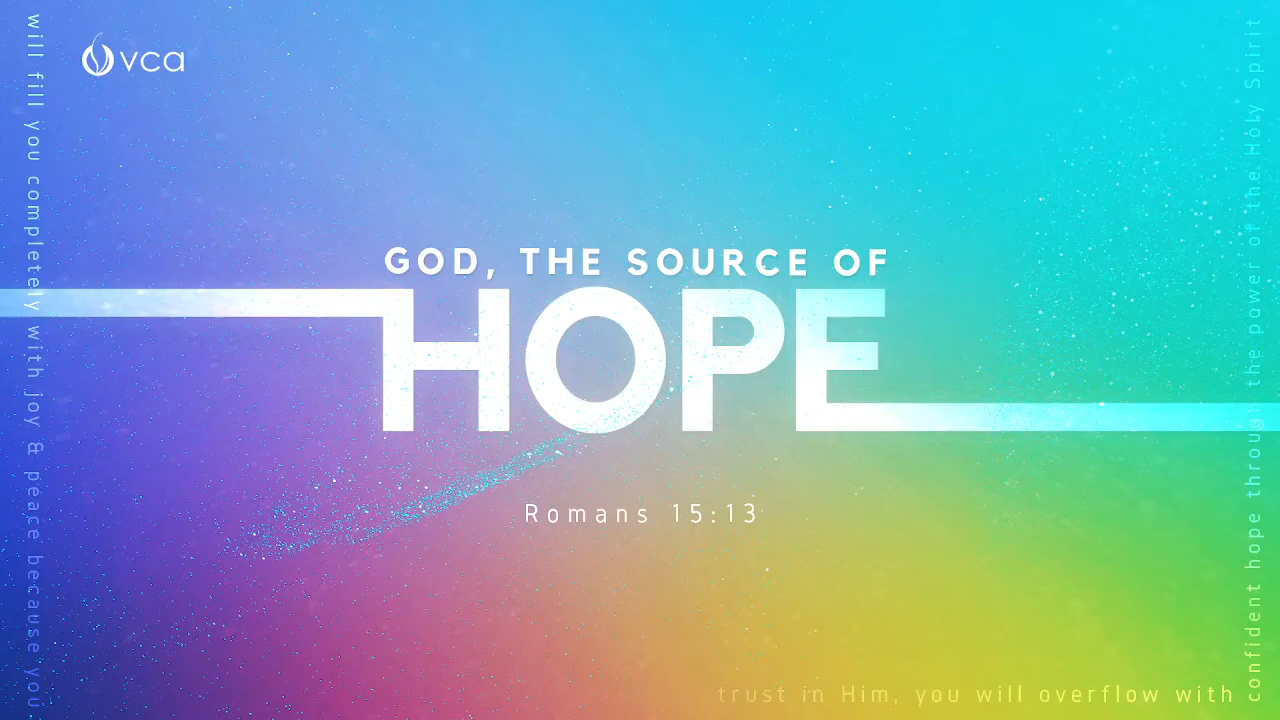 vca
GOD, THE SOURCE OF
HOPE
Romans 15:13
will fill you completely with joy & peace because you
trust in Him, you will overflow with
confident hope through the power of the Holy Spirit